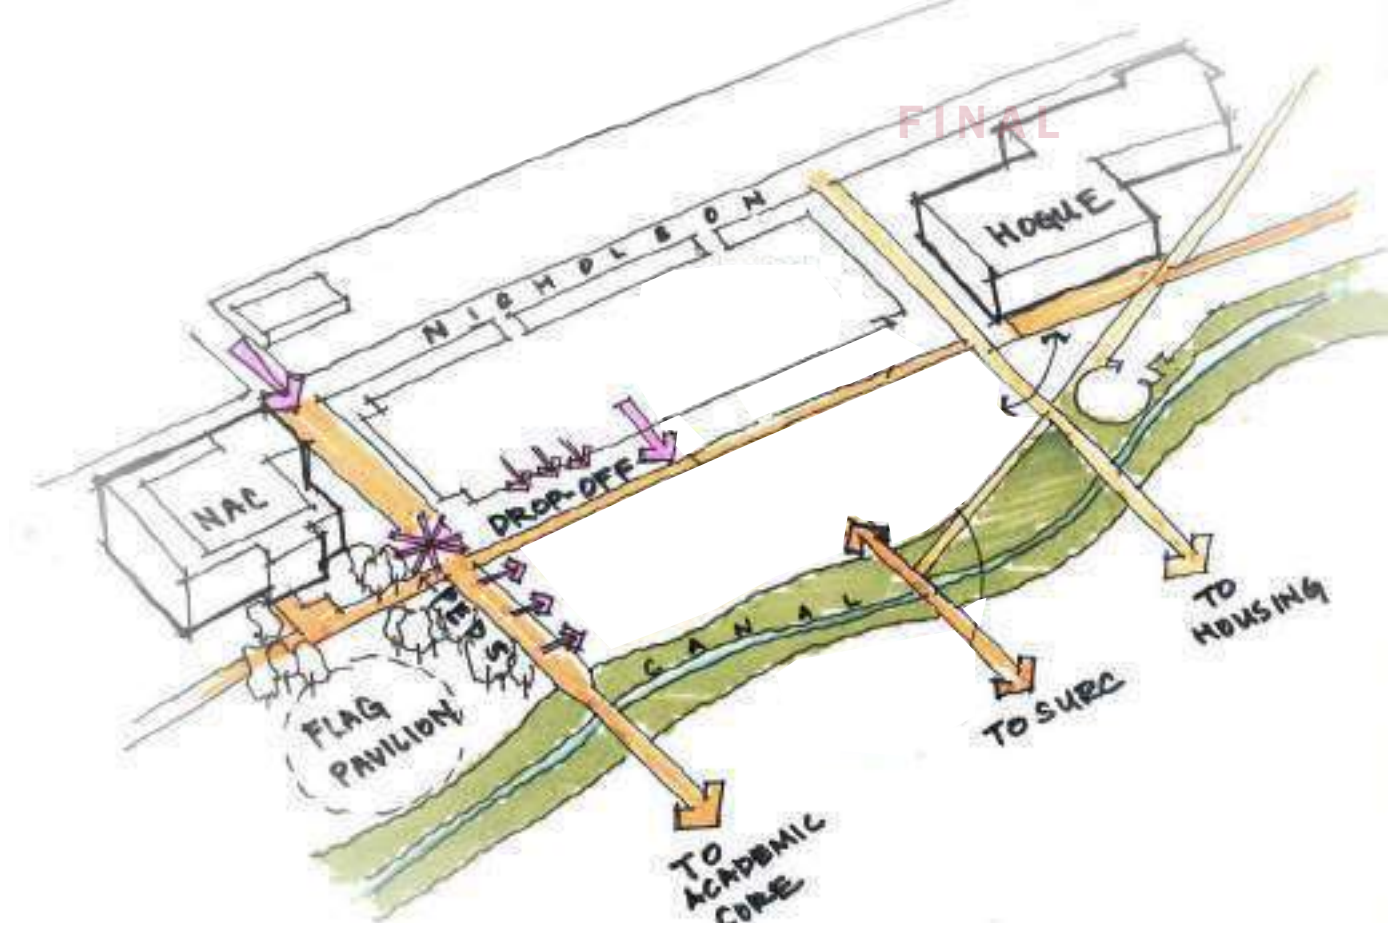 FINAL
HOGUE
NICHOLSON
NAC
DROP-OFF
PEDS
CANAL
TO
HOUSING
TO SURC
FLAG
PAVILION
TO
ACADEMIC
CORE